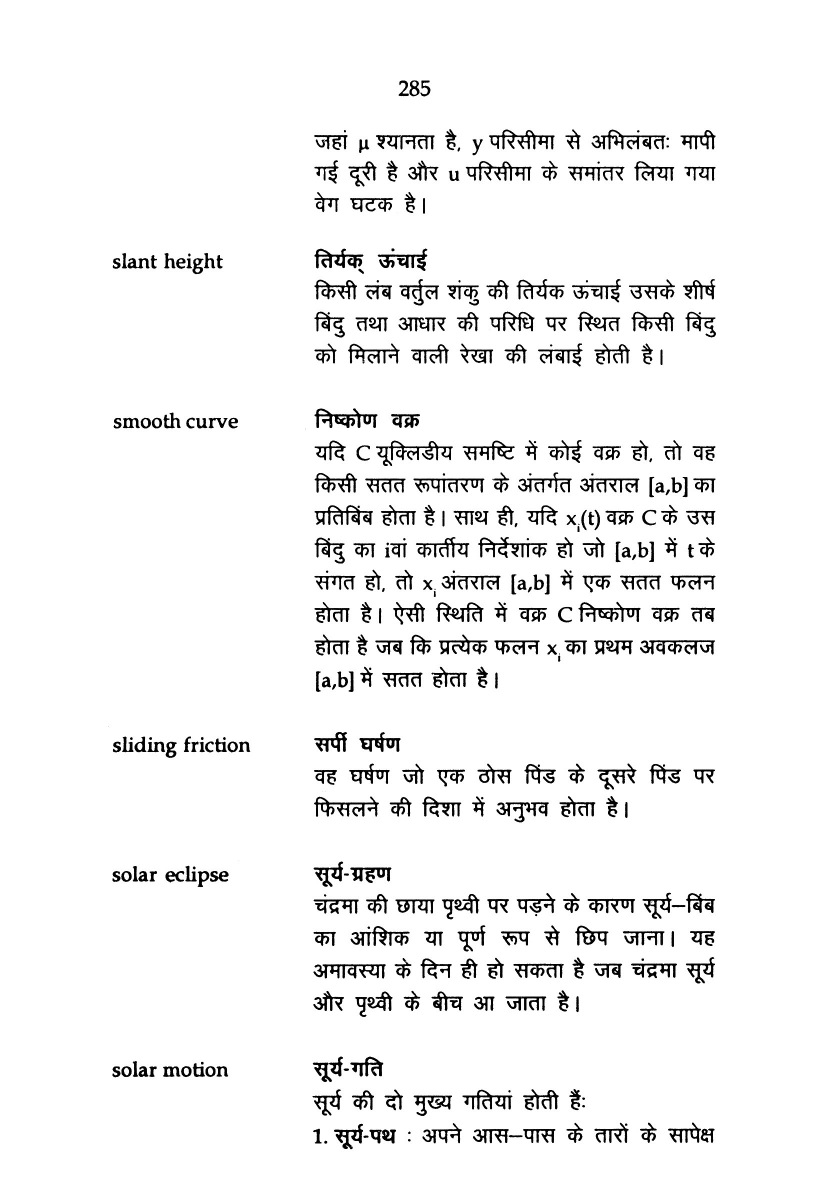 285
जहां μ श्यानता है, y परिसीमा से अभिलंबतः मापी
गई दूरी है और u परिसीमा के समांतर लिया गया
वेग घटक है।
slant height तिर्यक् ऊंचाई
किसी लंब वर्तुल शंकु की तिर्यक ऊंचाई उसके शीर्ष
बिंदु तथा आधार की परिधि पर स्थित किसी बिंदु
को मिलाने वाली रेखा की लंबाई होती है।
smooth curve निष्कोण वक्र
यदि C यूक्लिडीय समष्टि में कोई वक्र हो, तो वह
किसी सतत रूपांतरण के अंतर्गत अंतराल [a,b] का
प्रतिबिंब होता है। साथ ही, यदि xᵢ(t) वक्र C के उस
बिंदु का iवां कार्तीय निर्देशांक हो जो [a,b] में t के
संगत हो, तो xᵢ अंतराल [a,b] में एक सतत फलन
होता है। ऐसी स्थिति में वक्र C निष्कोण वक्र तब
होता है जब कि प्रत्येक फलन xᵢ का प्रथम अवकलज
[a,b] में सतत होता है।
sliding friction सर्पी घर्षण
वह घर्षण जो एक ठोस पिंड के दूसरे पिंड पर
फिसलने की दिशा में अनुभव होता है।
solar eclipse सूर्य-ग्रहण
चंद्रमा की छाया पृथ्वी पर पड़ने के कारण सूर्य–बिंब
का आंशिक या पूर्ण रूप से छिप जाना। यह
अमावस्या के दिन ही हो सकता है जब चंद्रमा सूर्य
और पृथ्वी के बीच आ जाता है।
solar motion सूर्य-गति
सूर्य की दो मुख्य गतियां होती हैं:
1. सूर्य-पथ : अपने आस–पास के तारों के सापेक्ष